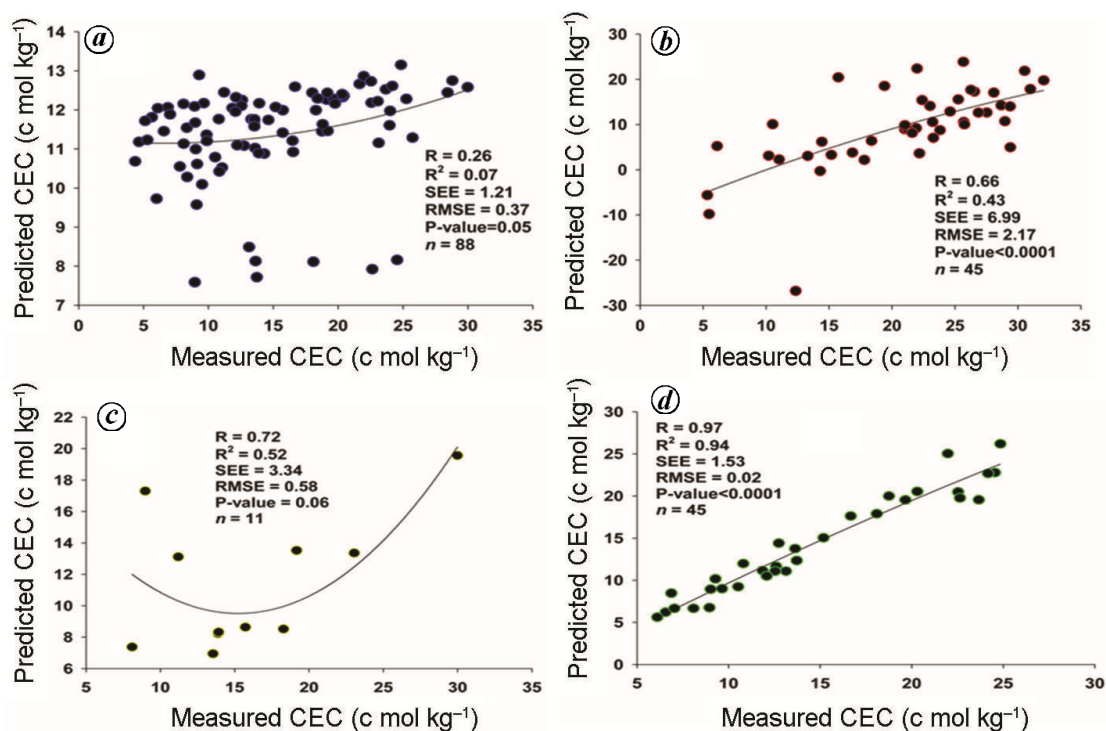 a
Predicted CEC (c mol kg⁻¹)
14
13
12
11
10
9
8
7
R = 0.26
R² = 0.07
SEE = 1.21
RMSE = 0.37
P-value=0.05
n = 88
0 5 10 15 20 25 30 35
Measured CEC (c mol kg⁻¹)
b
Predicted CEC (c mol kg⁻¹)
30
20
10
0
-10
-20
-30
R = 0.66
R² = 0.43
SEE = 6.99
RMSE = 2.17
P-value<0.0001
n = 45
0 5 10 15 20 25 30 35
Measured CEC (c mol kg⁻¹)
c
Predicted CEC (c mol kg⁻¹)
22
20
18
16
14
12
10
8
6
R = 0.72
R² = 0.52
SEE = 3.34
RMSE = 0.58
P-value = 0.06
n = 11
5 10 15 20 25 30 35
Measured CEC (c mol kg⁻¹)
d
Predicted CEC (c mol kg⁻¹)
30
25
20
15
10
5
0
R = 0.97
R² = 0.94
SEE = 1.53
RMSE = 0.02
P-value<0.0001
n = 45
5 10 15 20 25 30
Measured CEC (c mol kg⁻¹)